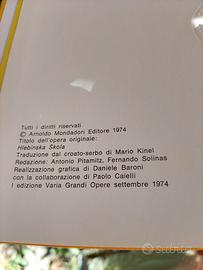 Tutti i diritti riservati
© Arnoldo Mondadori Editore 1974
Titolo dell'opera originale:
Hlebinska Škola
Traduzione dal croato-serbo di Mario Kinel
Redazione: Antonio Pitamitz, Fernando Solinas
Realizzazione grafica di Daniele Baroni
con la collaborazione di Paolo Caielli
I edizione Varia Grandi Opere settembre 1974
subito.it